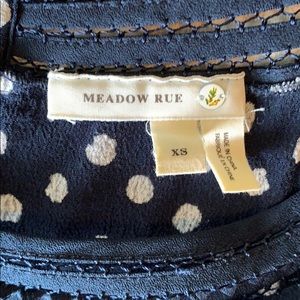 MEADOW RUE
XS
MADE IN CHINA
FABRIQUÉ EN CHINE